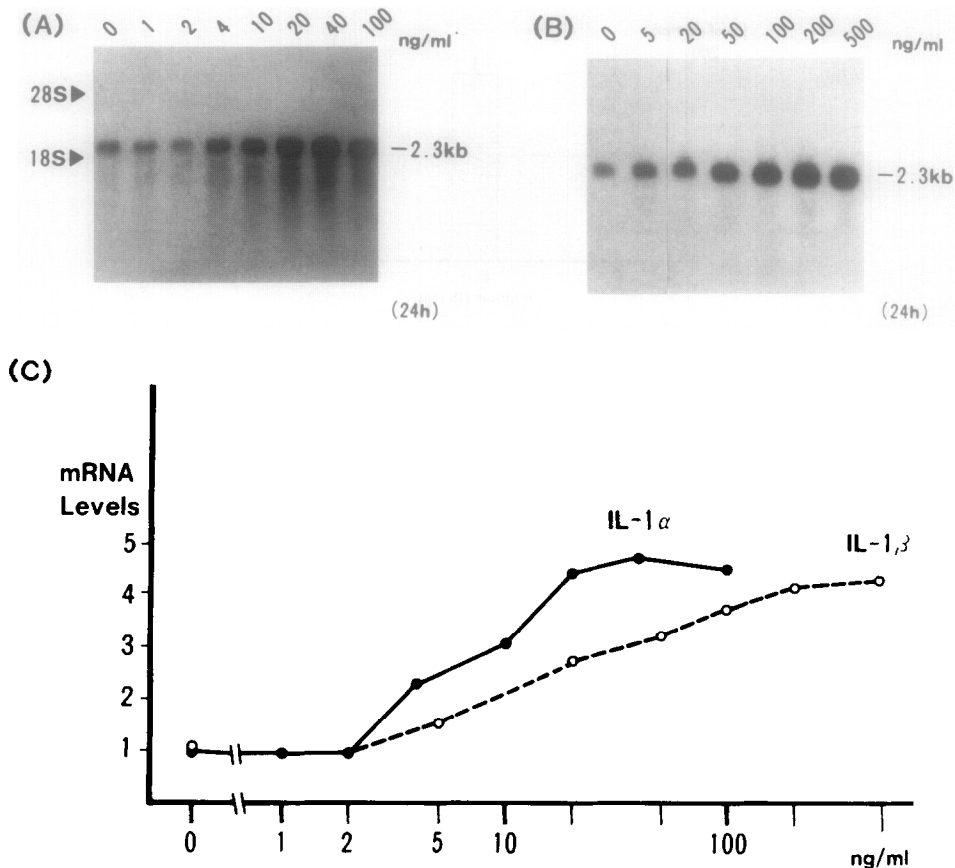 (A) 0 1 2 4 10 20 40 100 ng/ml
28S
18S
−2.3kb
(24h)
(B) 0 5 20 50 100 200 500 ng/ml
−2.3kb
(24h)
(C)
mRNA
Levels
IL-1α
IL-1β
5
4
3
2
1
0 1 2 5 10 100 ng/ml